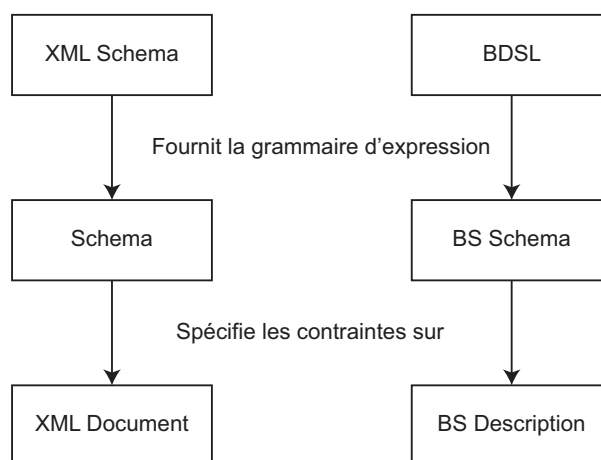 XML Schema
BDSL
Fournit la grammaire d’expression
Schema
BS Schema
Spécifie les contraintes sur
XML Document
BS Description